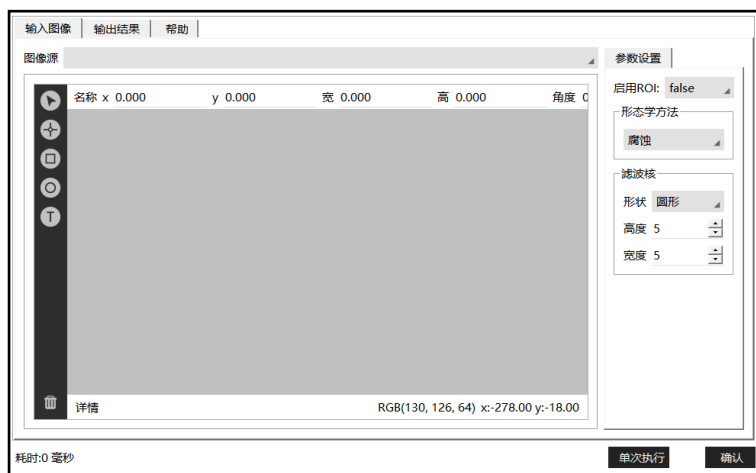 输入图像 输出结果 帮助
图像源
参数设置
启用ROI: false
名称 x 0.000 y 0.000 宽 0.000 高 0.000 角度 0
形态学方法
腐蚀
滤波核
形状 圆形
高度 5
宽度 5
T
详情 RGB(130, 126, 64) x:-278.00 y:-18.00
耗时:0 毫秒 单次执行 确认